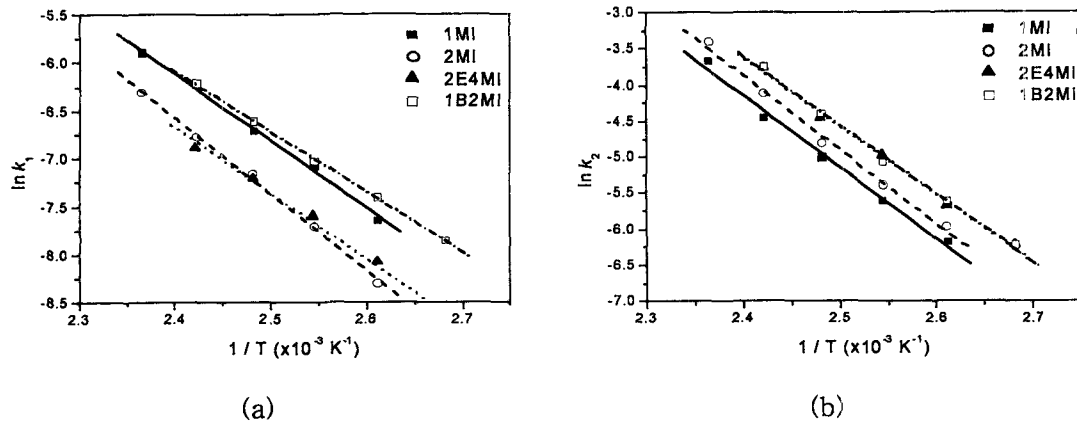 -5.5
-6.0
-6.5
-7.0
-7.5
-8.0
-8.5
ln k₁
1MI
2MI
2E4MI
1B2MI
2.3 2.4 2.5 2.6 2.7
1 / T (x10⁻³ K⁻¹)
(a)
-3.0
-3.5
-4.0
-4.5
-5.0
-5.5
-6.0
-6.5
-7.0
ln k₂
1MI
2MI
2E4MI
1B2MI
2.3 2.4 2.5 2.6 2.7
1 / T (x10⁻³ K⁻¹)
(b)